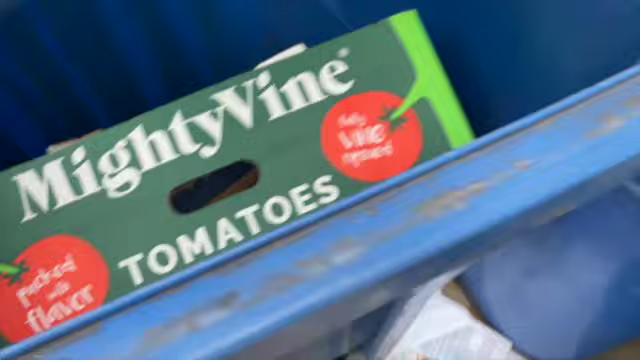 MightyVine
fully
vine
ripened
TOMATOES
packed
with
flavor